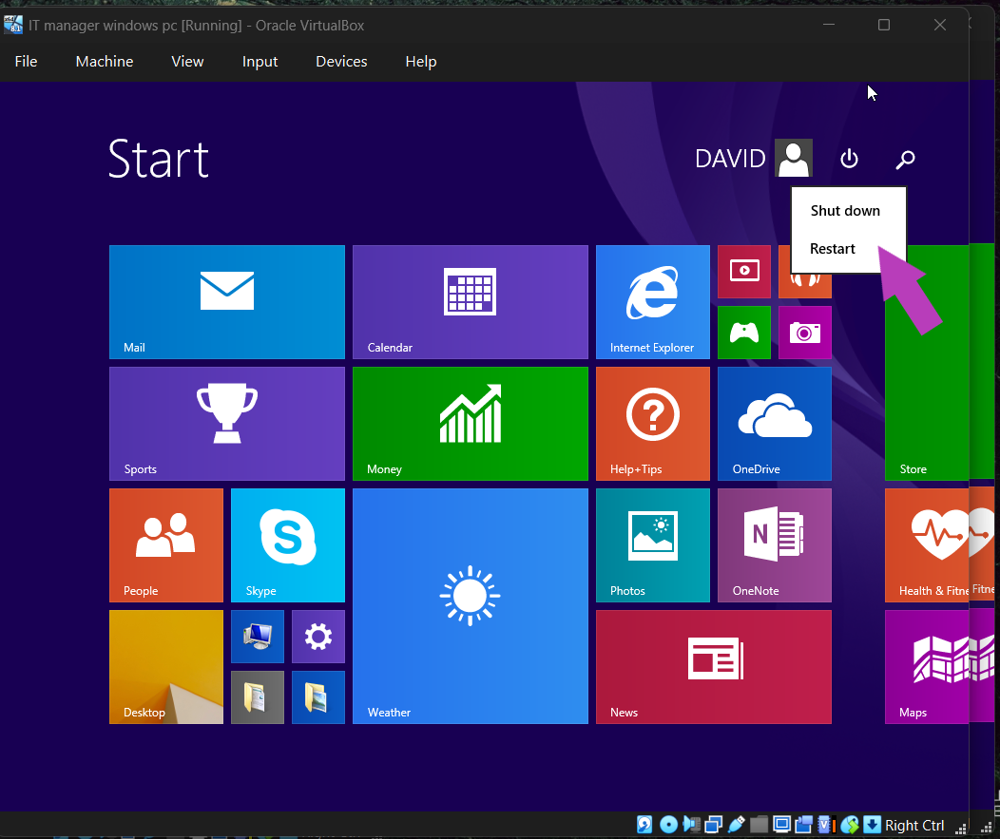 IT manager windows pc [Running] - Oracle VirtualBox
File Machine View Input Devices Help
Start
DAVID
Shut down
Restart
Mail
Calendar
Internet Explorer
Sports
Money
Help+Tips
OneDrive
Store
People
Skype
Photos
OneNote
Health & Fitne
Fitne
Desktop
Weather
News
Maps
Right Ctrl